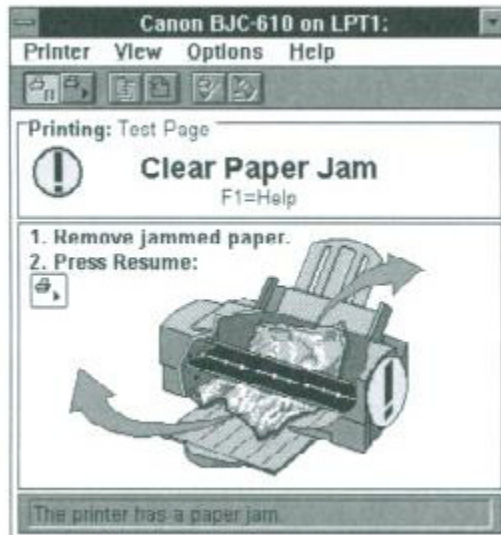 Canon BJC-610 on LPT1:
Printer View Options Help
Printing: Test Page
Clear Paper Jam
F1=Help
1. Remove jammed paper.
2. Press Resume:
The printer has a paper jam.